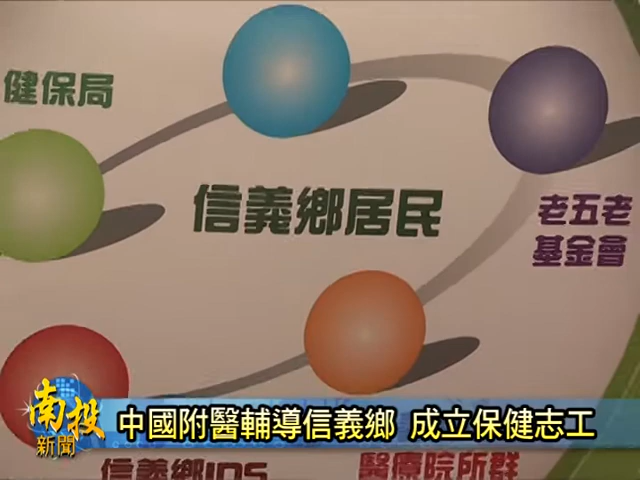 健保局
信義鄉居民
老五老
基金會
南投
新聞
中國附醫輔導信義鄉 成立保健志工
信義鄉IDS
醫療院所群